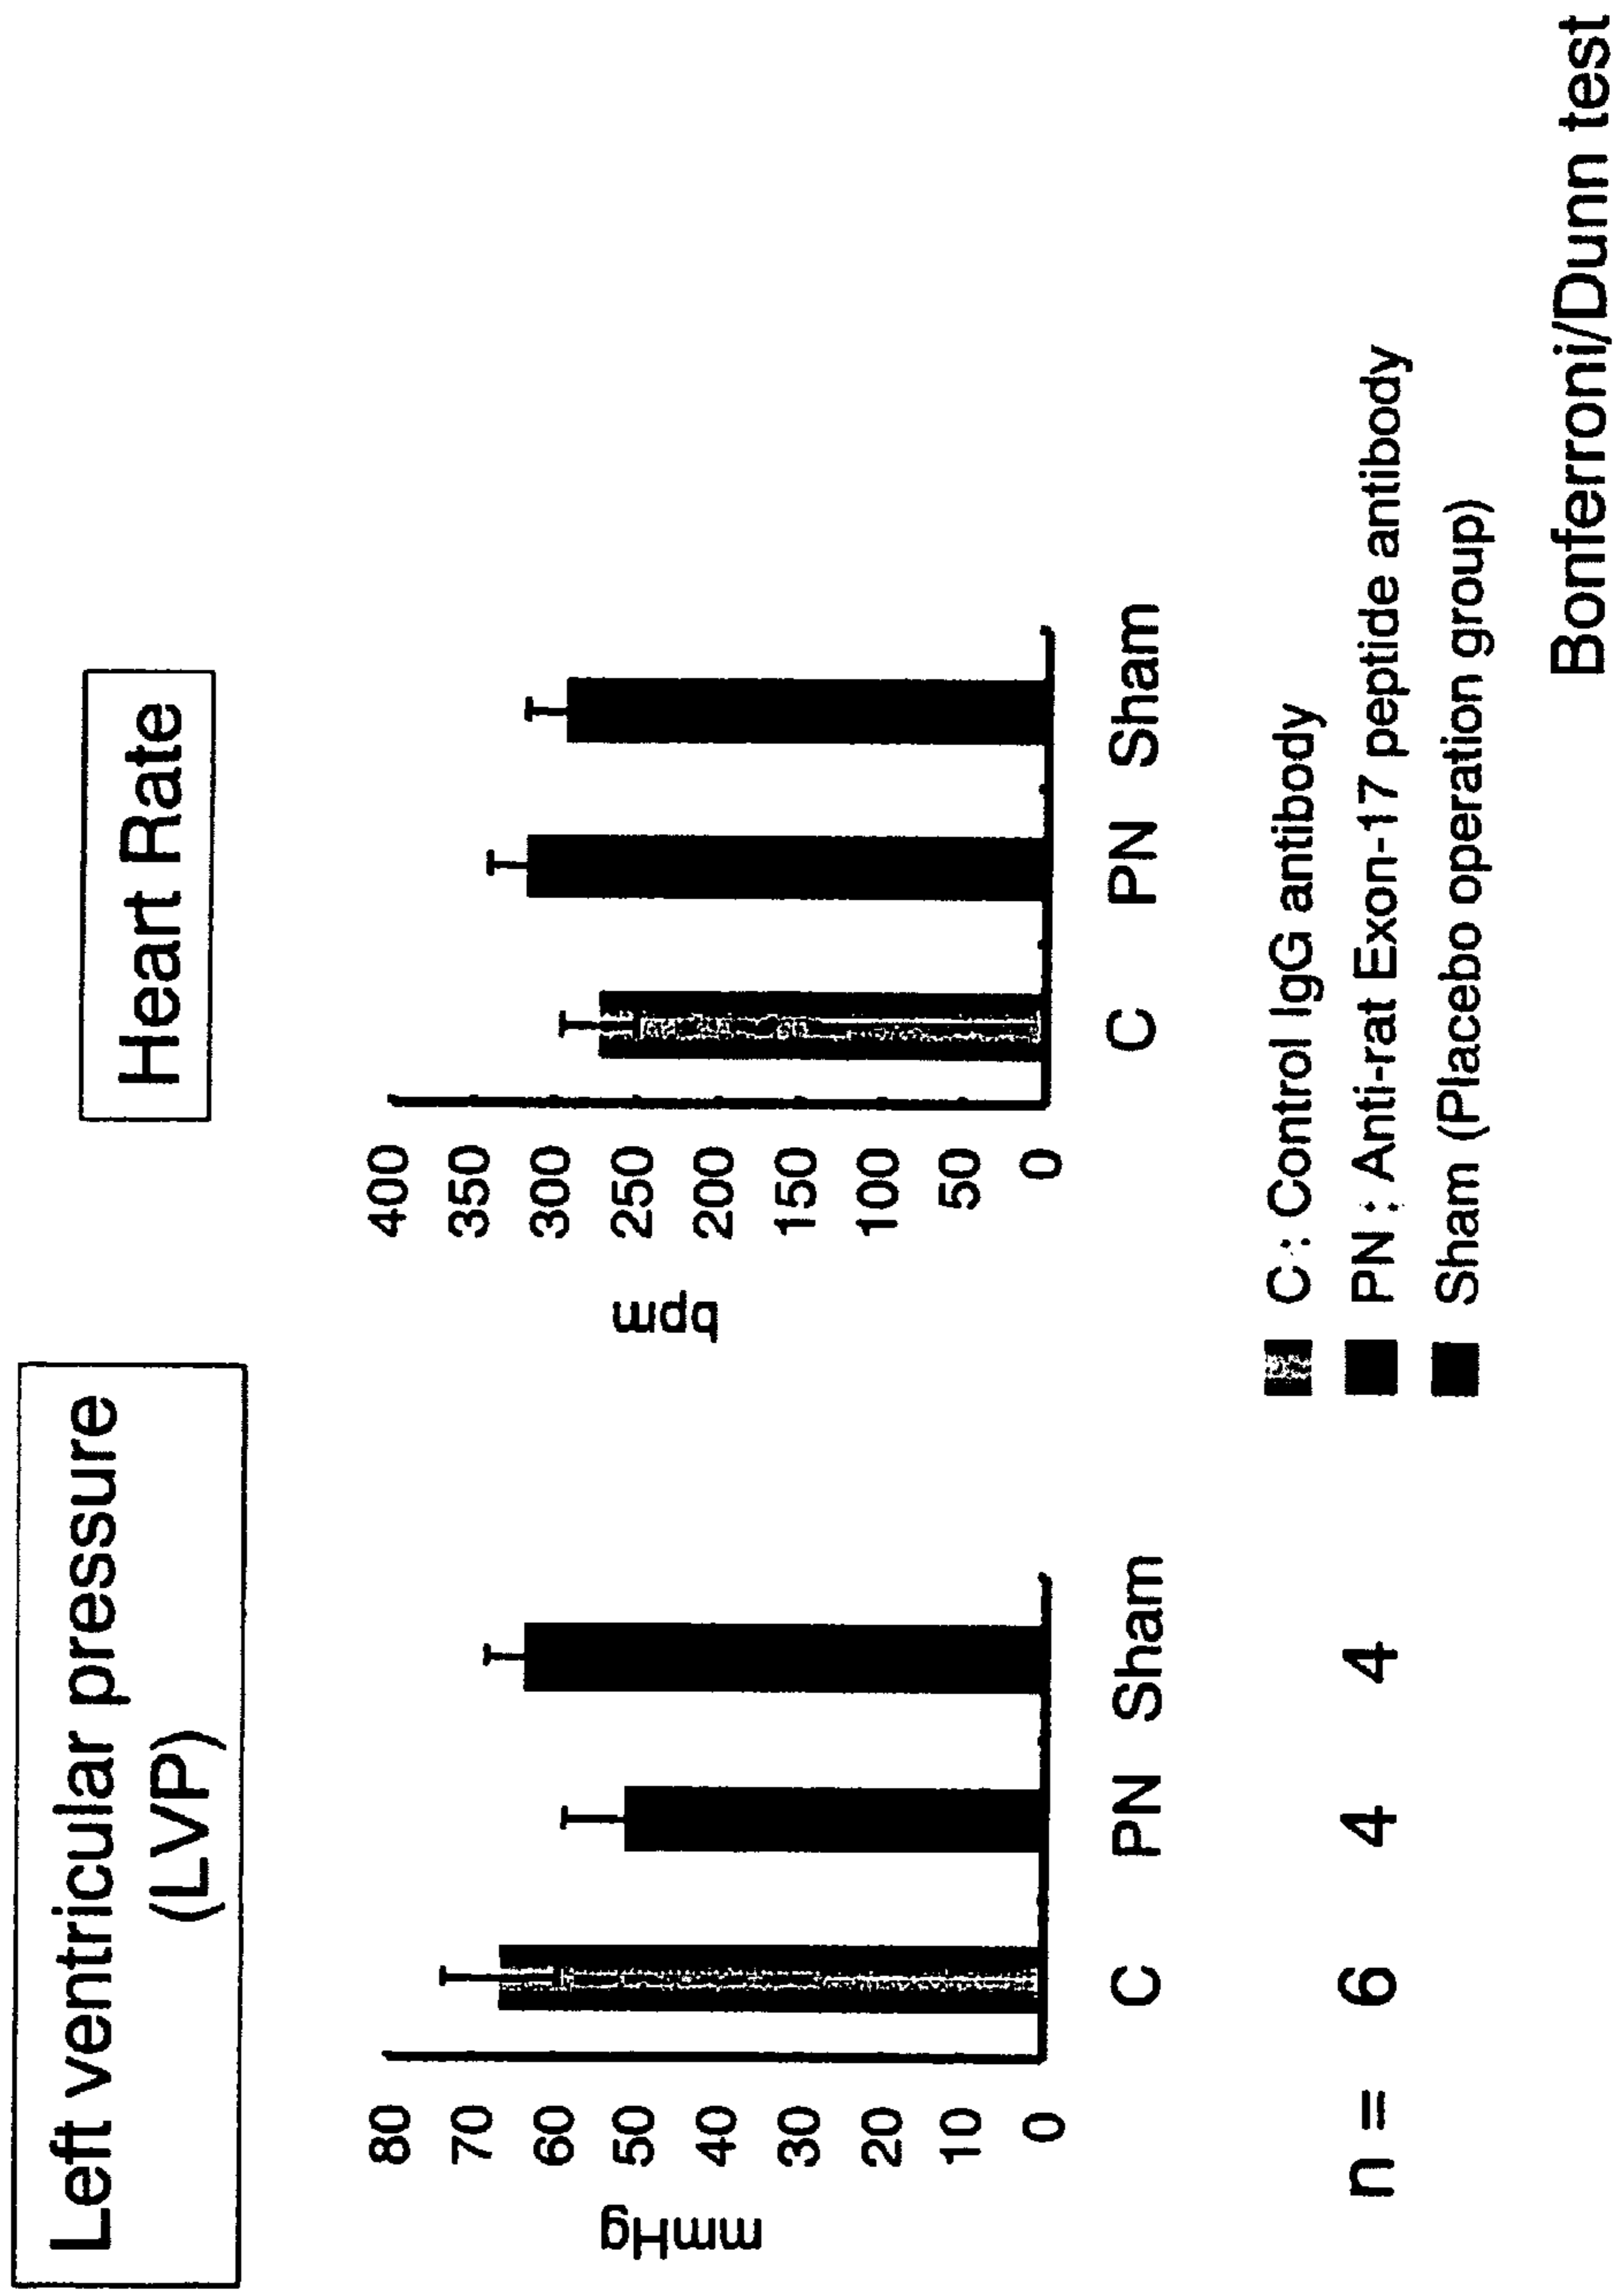 Left ventricular pressure
(LVP)
mmHg
80
70
60
50
40
30
20
10
0
C PN Sham
n = 6 4 4
Heart Rate
bpm
400
350
300
250
200
150
100
50
0
C PN Sham
C : Control IgG antibody
PN : Anti-rat Exon-17 peptide antibody
Sham (Placebo operation group)
Bonferroni/Dunn test